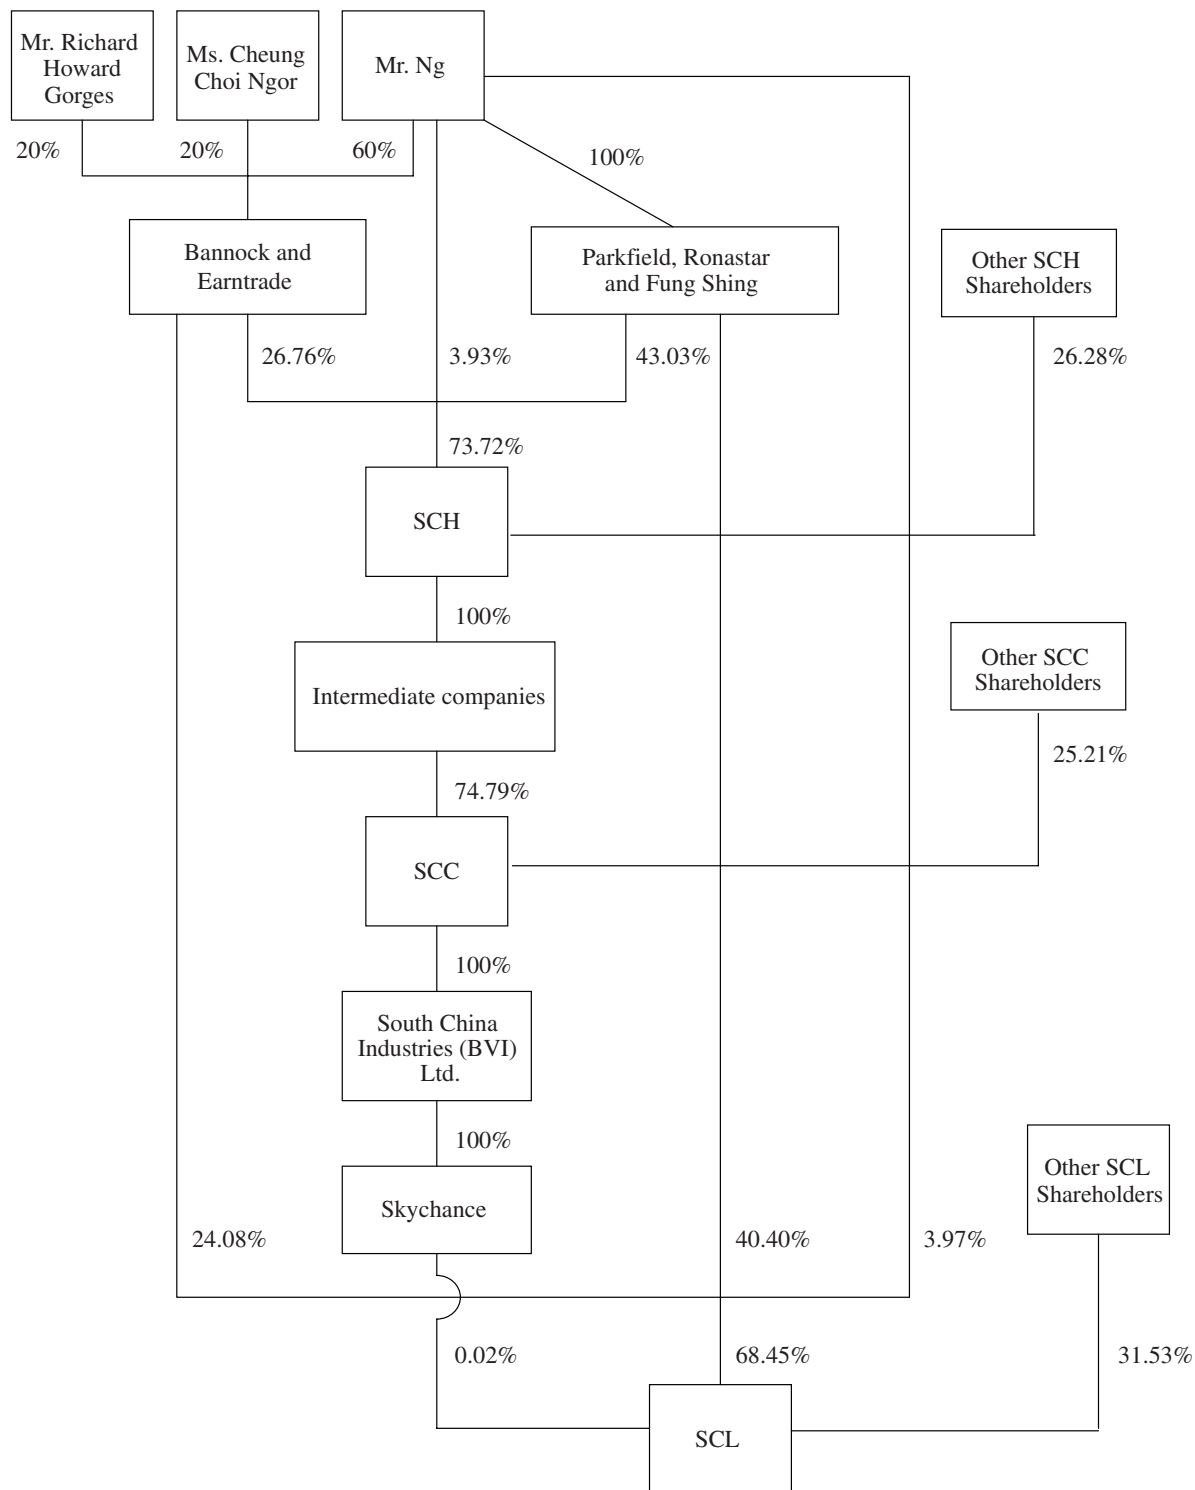 Mr. Richard
Howard
Gorges
Ms. Cheung
Choi Ngor
Mr. Ng
20%
20%
60%
100%
Bannock and
Earntrade
Parkfield, Ronastar
and Fung Shing
Other SCH
Shareholders
26.76%
3.93%
43.03%
26.28%
73.72%
SCH
100%
Intermediate companies
Other SCC
Shareholders
74.79%
25.21%
SCC
100%
South China
Industries (BVI)
Ltd.
100%
Skychance
Other SCL
Shareholders
24.08%
40.40%
3.97%
0.02%
68.45%
31.53%
SCL